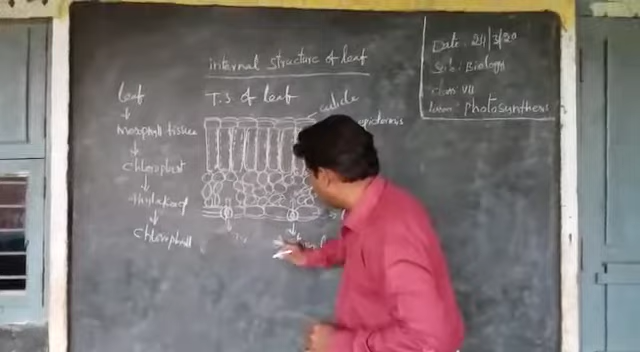 internal structure of leaf
T.S of leaf
cuticle
epidermis
leaf
mesophyll tissue
chloroplast
thylakoid
chlorophyll
Date: 24/3/20
Sub: Biology
Class: VII
Lesson: Photosynthesis